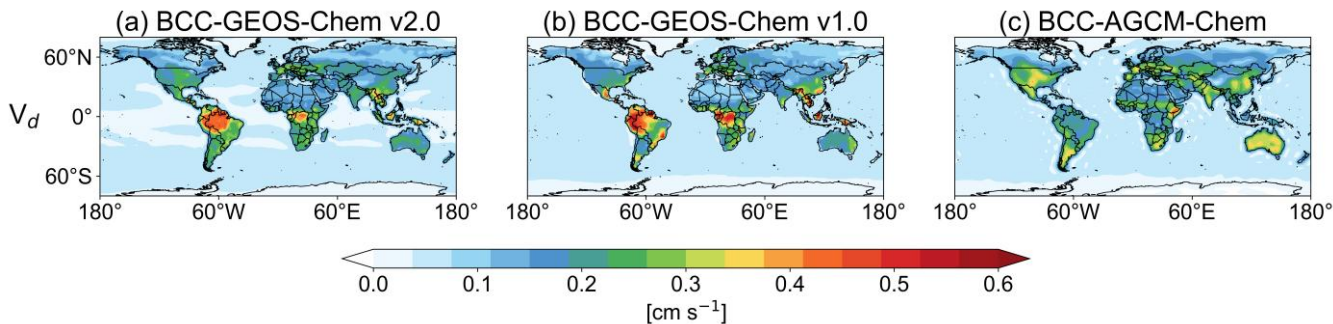 (a) BCC-GEOS-Chem v2.0 (b) BCC-GEOS-Chem v1.0 (c) BCC-AGCM-Chem
V_d
60°N
0°
60°S
180° 60°W 60°E 180° 180° 60°W 60°E 180° 180° 60°W 60°E 180°
0.0 0.1 0.2 0.3 0.4 0.5 0.6
[cm s⁻¹]